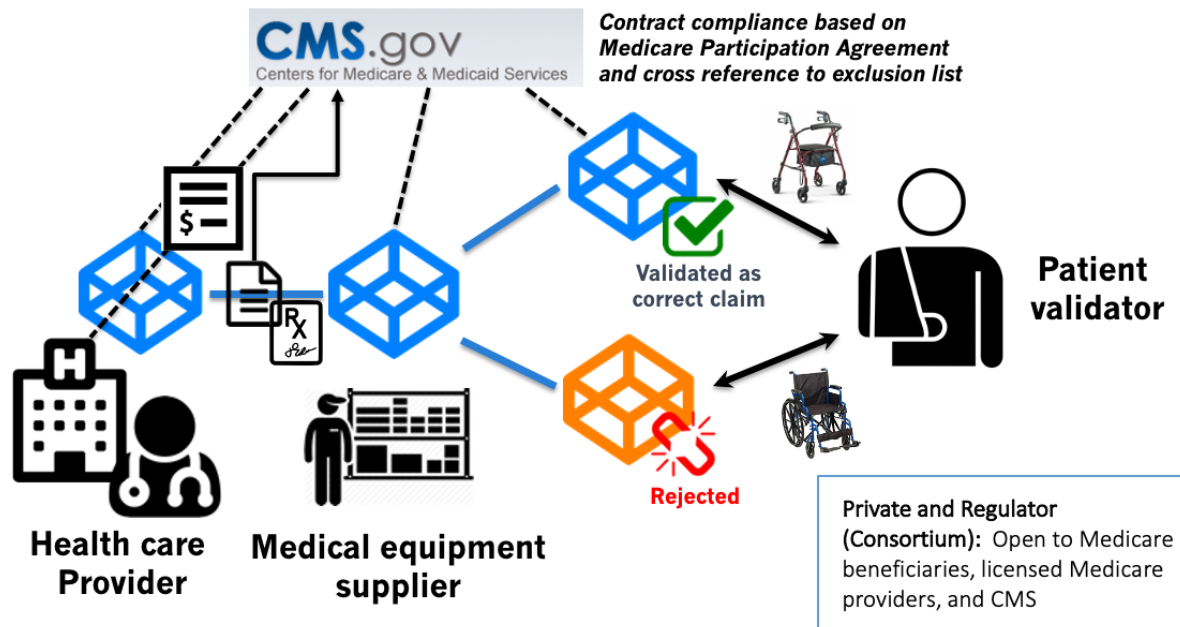 CMS.gov
Centers for Medicare & Medicaid Services
Contract compliance based on
Medicare Participation Agreement
and cross reference to exclusion list
$
H
RX
Validated as
correct claim
Patient
validator
Rejected
Health care
Provider
Medical equipment
supplier
Private and Regulator
(Consortium): Open to Medicare
beneficiaries, licensed Medicare
providers, and CMS